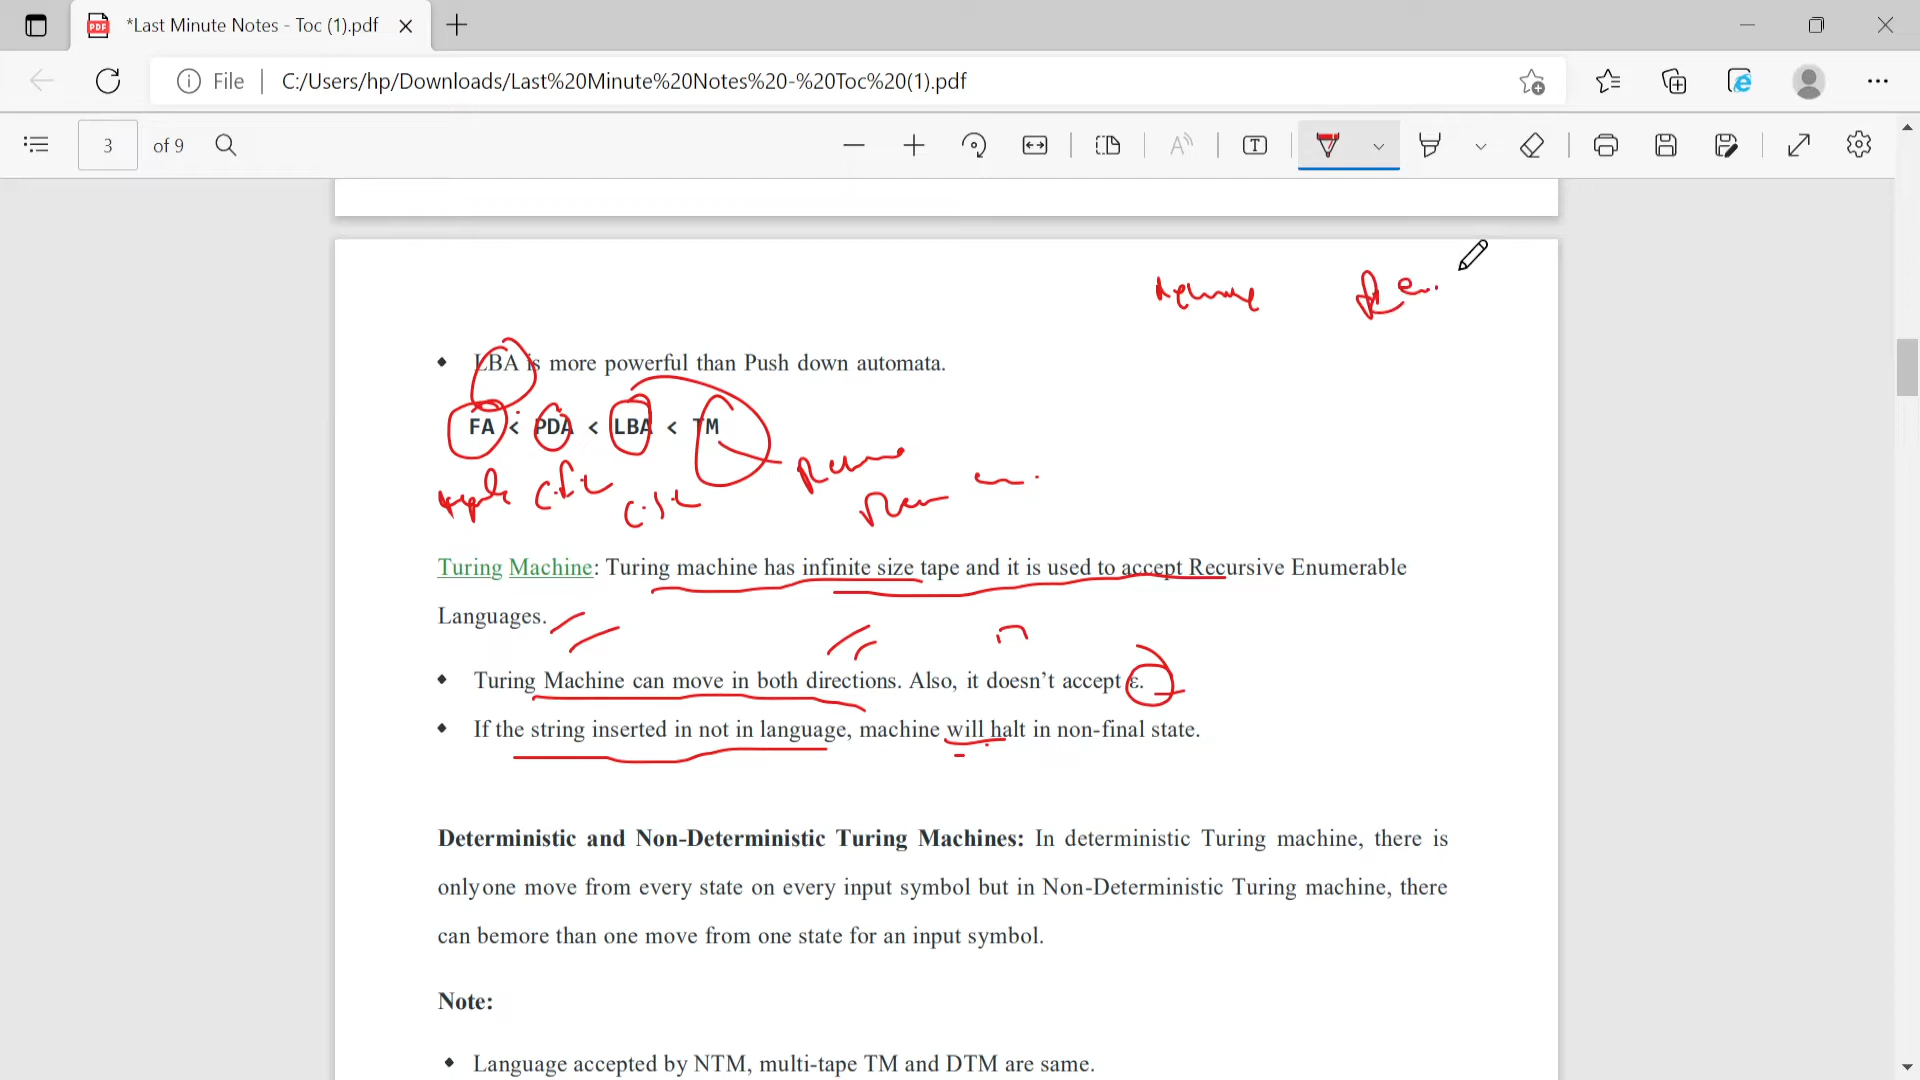 *Last Minute Notes - Toc (1).pdf
File
C:/Users/hp/Downloads/Last%20Minute%20Notes%20-%20Toc%20(1).pdf
3 of 9
LBA is more powerful than Push down automata.
FA < PDA < LBA < TM
Turing Machine: Turing machine has infinite size tape and it is used to accept Recursive Enumerable
Languages.
Turing Machine can move in both directions. Also, it doesn’t accept ε.
If the string inserted in not in language, machine will halt in non-final state.
Deterministic and Non-Deterministic Turing Machines: In deterministic Turing machine, there is
onlyone move from every state on every input symbol but in Non-Deterministic Turing machine, there
can bemore than one move from one state for an input symbol.
Note:
Language accepted by NTM, multi-tape TM and DTM are same.